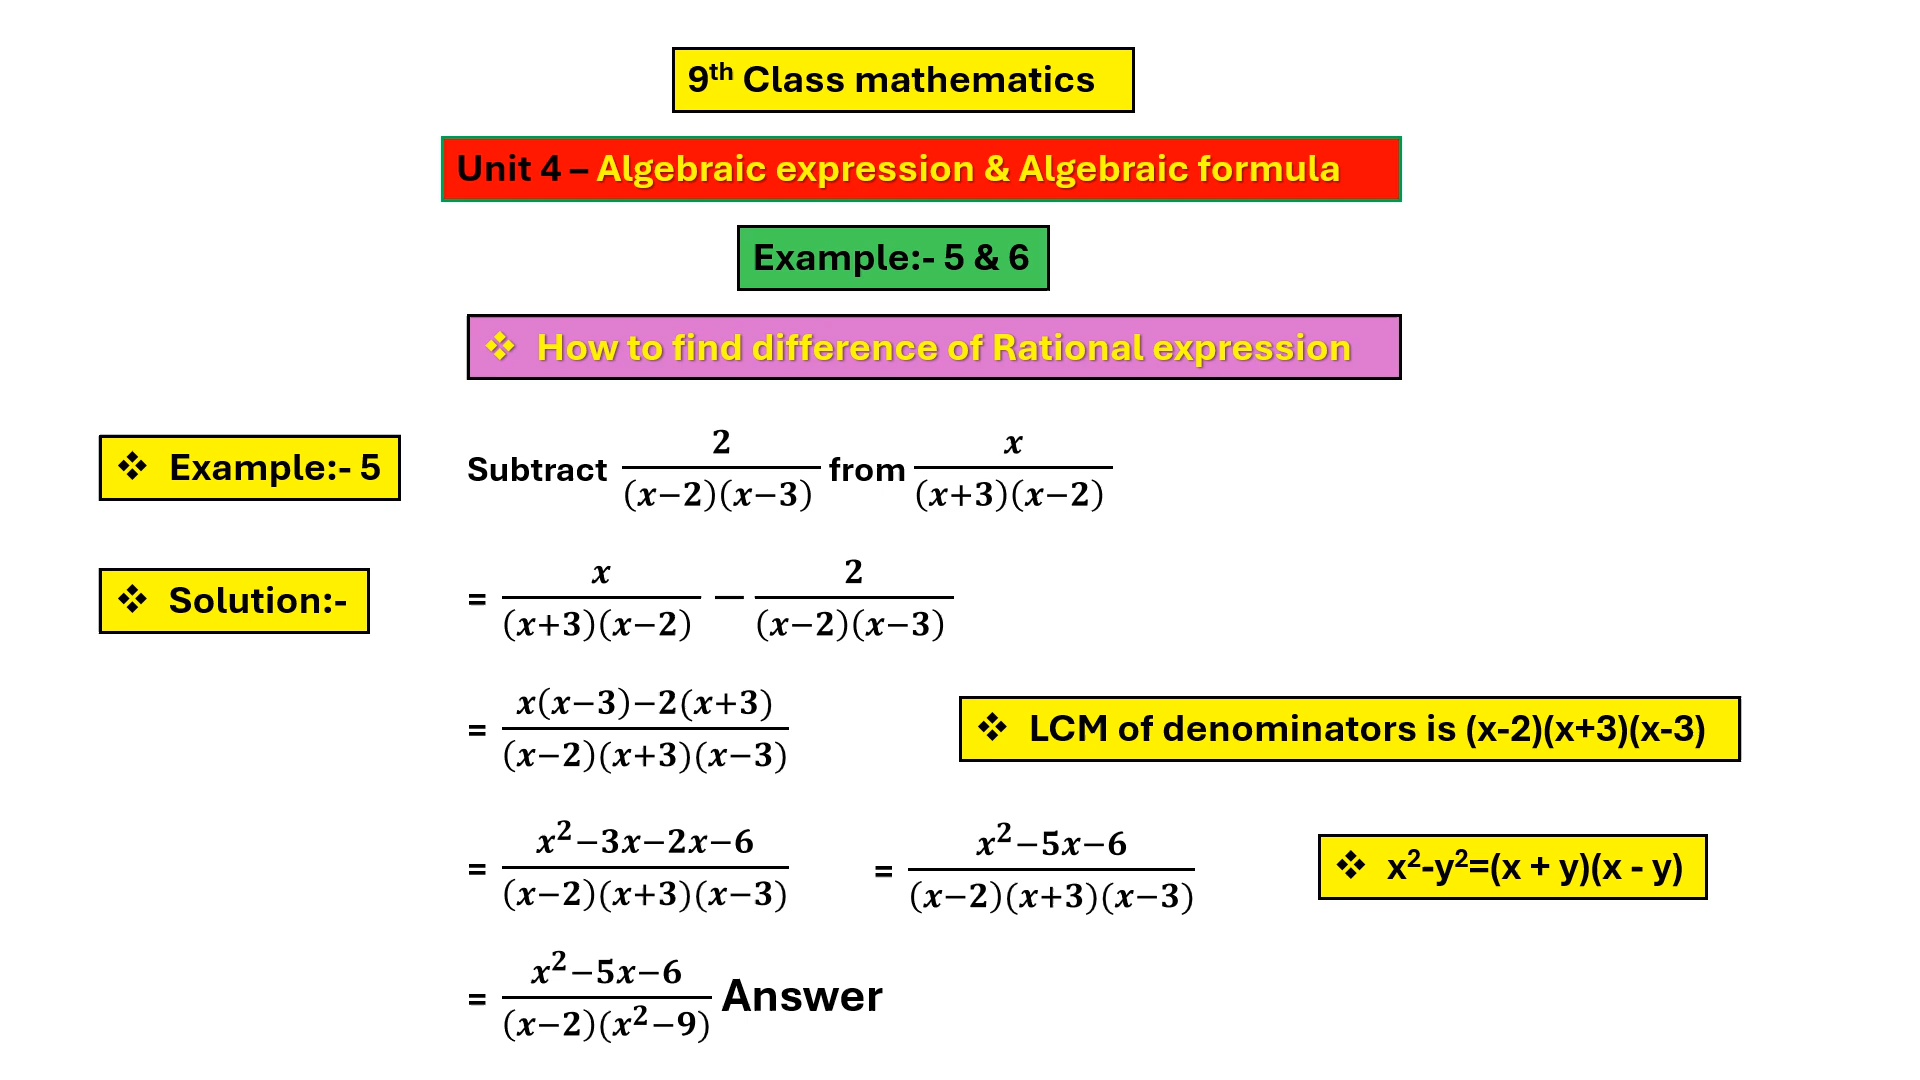 9th Class mathematics
Unit 4 – Algebraic expression & Algebraic formula
Example:- 5 & 6
❖ How to find difference of Rational expression
❖ Example:- 5 Subtract 2/((x−2)(x−3)) from x/((x+3)(x−2))
❖ Solution:- = x/((x+3)(x−2)) − 2/((x−2)(x−3))
= (x(x−3)−2(x+3))/((x−2)(x+3)(x−3)) ❖ LCM of denominators is (x-2)(x+3)(x-3)
= (x²−3x−2x−6)/((x−2)(x+3)(x−3)) = (x²−5x−6)/((x−2)(x+3)(x−3)) ❖ x²-y²=(x + y)(x - y)
= (x²−5x−6)/((x−2)(x²−9)) Answer